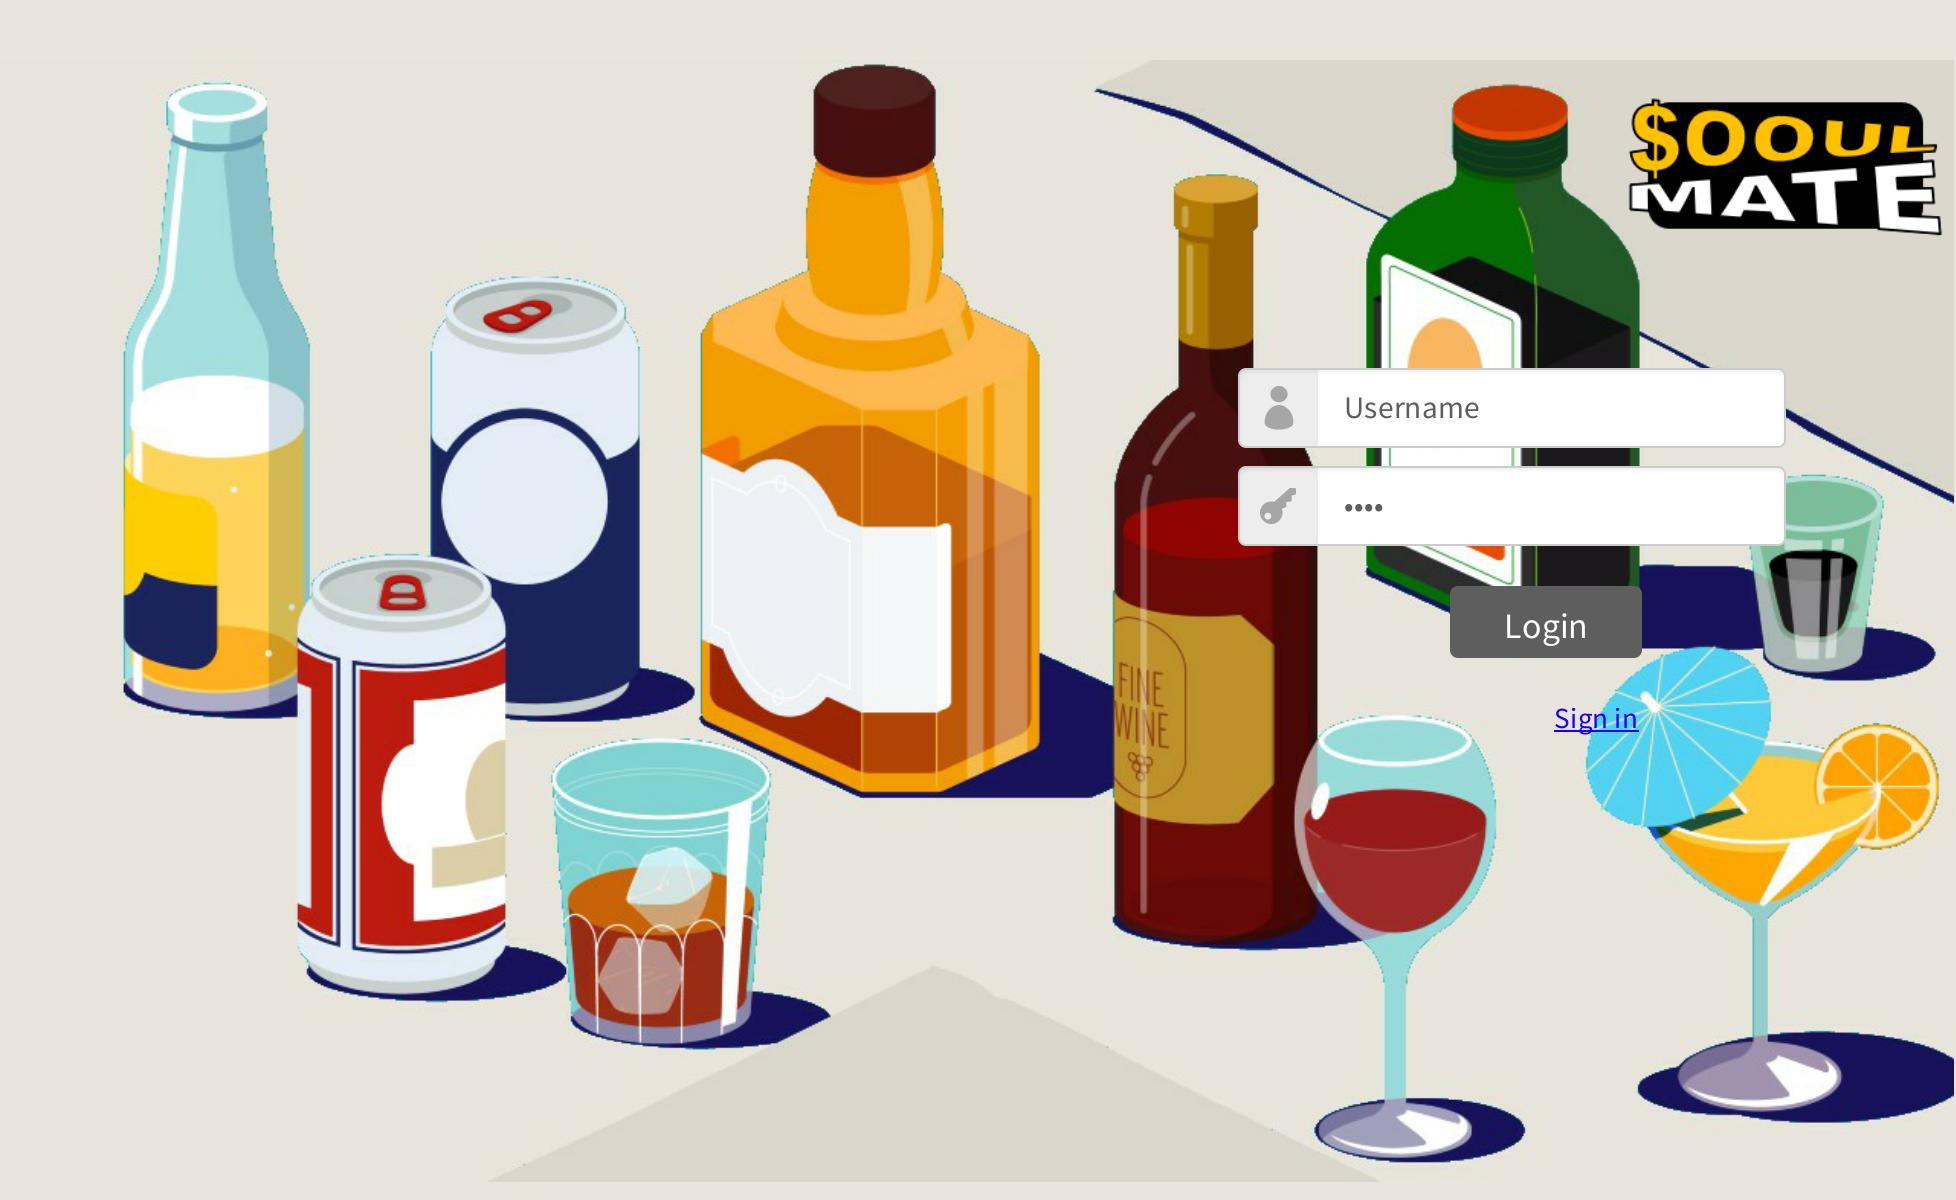 $OOUL
MATE
Username
••••
Login
Sign in
FINE
WINE